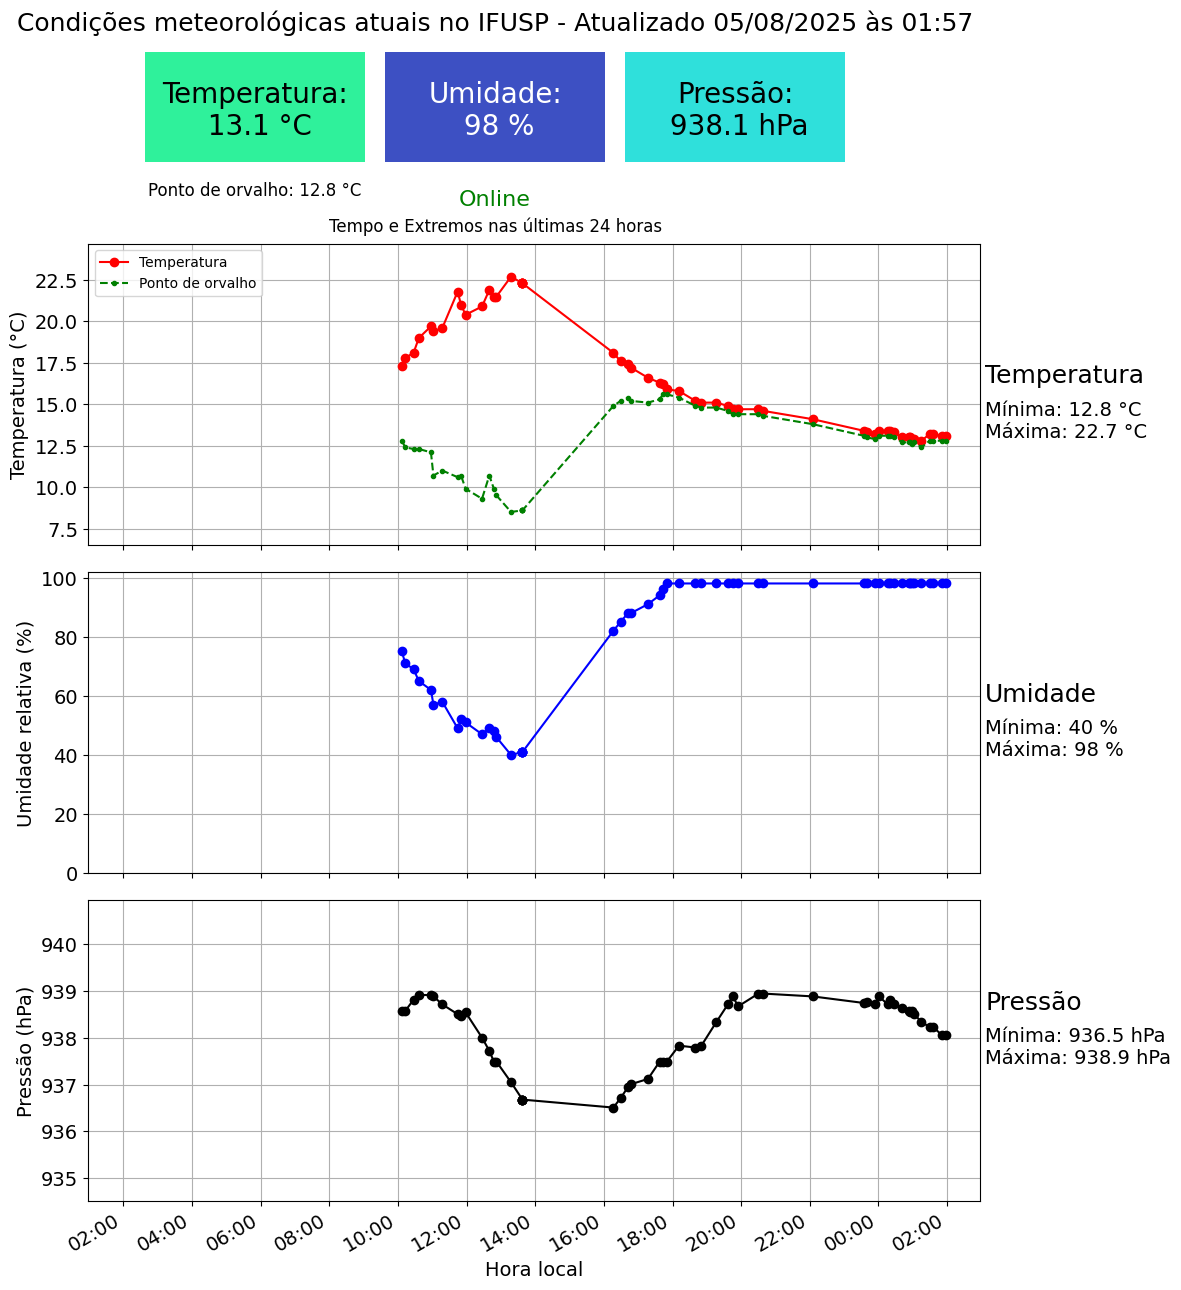 Condições meteorológicas atuais no IFUSP - Atualizado 05/08/2025 às 01:57
Temperatura:
13.1 °C
Umidade:
98 %
Pressão:
938.1 hPa
Ponto de orvalho: 12.8 °C
Online
Tempo e Extremos nas últimas 24 horas
Temperatura
Ponto de orvalho
Temperatura (°C)
22.5
20.0
17.5
15.0
12.5
10.0
7.5
Temperatura
Mínima: 12.8 °C
Máxima: 22.7 °C
Umidade relativa (%)
100
80
60
40
20
0
Umidade
Mínima: 40 %
Máxima: 98 %
Pressão (hPa)
940
939
938
937
936
935
Pressão
Mínima: 936.5 hPa
Máxima: 938.9 hPa
02:00
04:00
06:00
08:00
10:00
12:00
14:00
16:00
18:00
20:00
22:00
00:00
02:00
Hora local